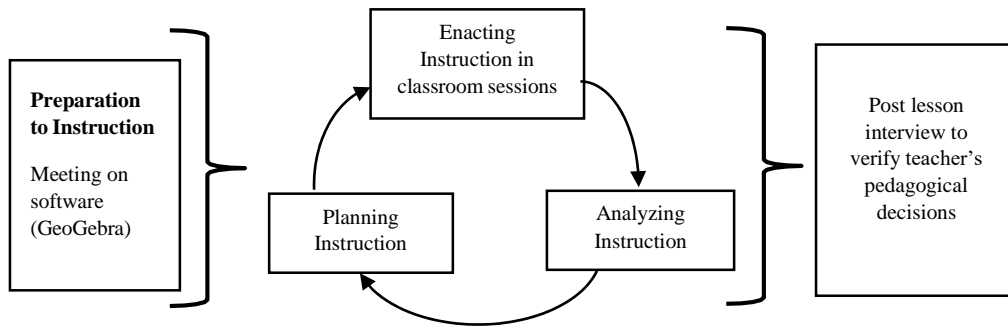 Preparation
to Instruction
Meeting on
software
(GeoGebra)
Enacting
Instruction in
classroom sessions
Planning
Instruction
Analyzing
Instruction
Post lesson
interview to
verify teacher’s
pedagogical
decisions